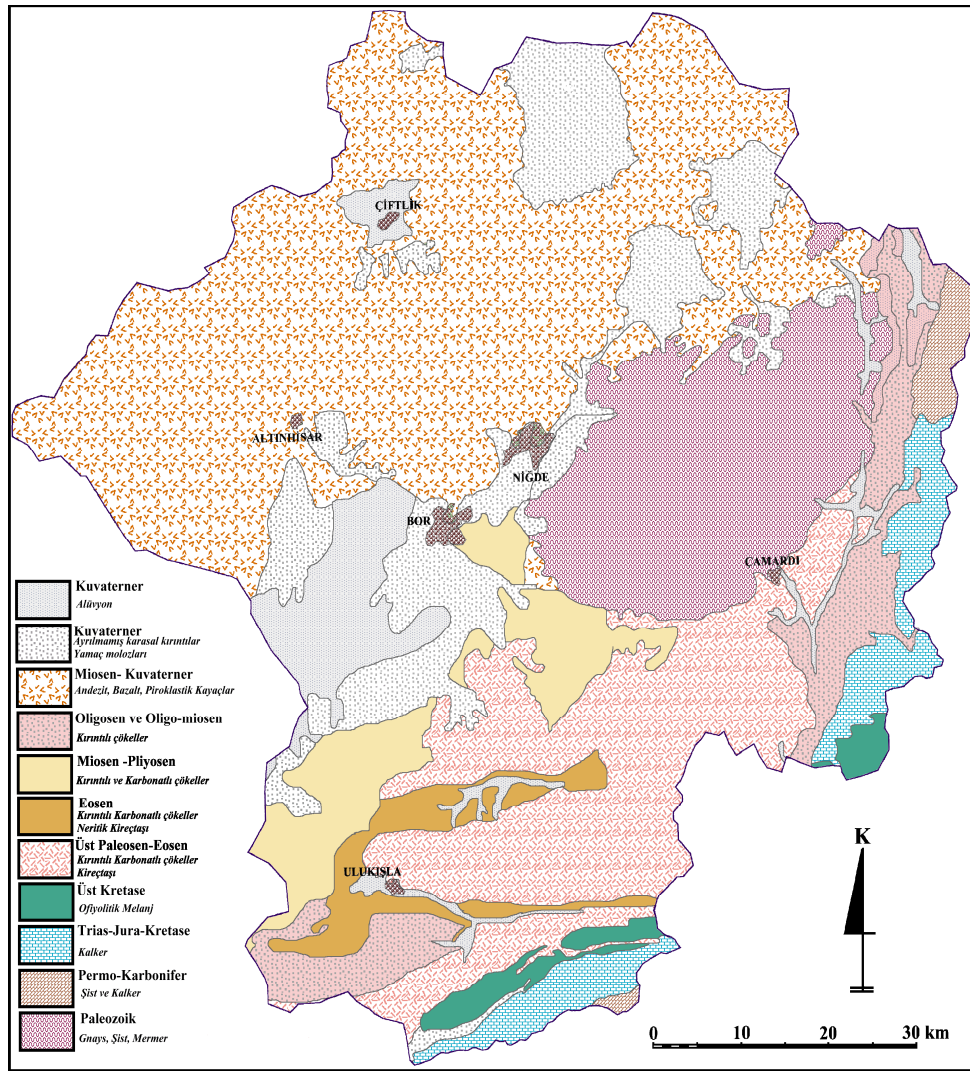 ÇİFTLİK
ALTINHİSAR
NİĞDE
BOR
ÇAMARDI
ULUKIŞLA
Kuvaterner
Alüvyon
Kuvaterner
Ayrılmamış karasal kırıntılar
Yamaç molozları
Miosen- Kuvaterner
Andezit, Bazalt, Piroklastik Kayaçlar
Oligosen ve Oligo-miosen
Kırıntılı çökeller
Miosen -Pliyosen
Kırıntılı ve Karbonatlı çökeller
Eosen
Kırıntılı Karbonatlı çökeller
Neritik Kireçtaşı
Üst Paleosen-Eosen
Kırıntılı Karbonatlı çökeller
Kireçtaşı
Üst Kretase
Ofiyolitik Melanj
Trias-Jura-Kretase
Kalker
Permo-Karbonifer
Şist ve Kalker
Paleozoik
Gnays, Şist, Mermer
K
0 10 20 30 km